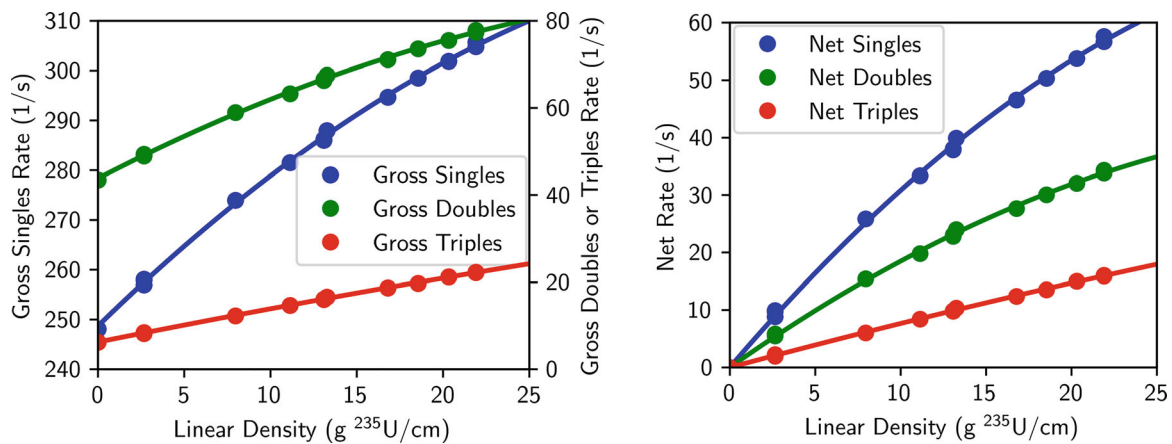 310
300
290
280
270
260
250
240
Gross Singles Rate (1/s)
0
5
10
15
20
25
Linear Density (g ²³⁵U/cm)
80
60
40
20
0
Gross Doubles or Triples Rate (1/s)
Gross Singles
Gross Doubles
Gross Triples
60
50
40
30
20
10
0
Net Rate (1/s)
0
5
10
15
20
25
Linear Density (g ²³⁵U/cm)
Net Singles
Net Doubles
Net Triples